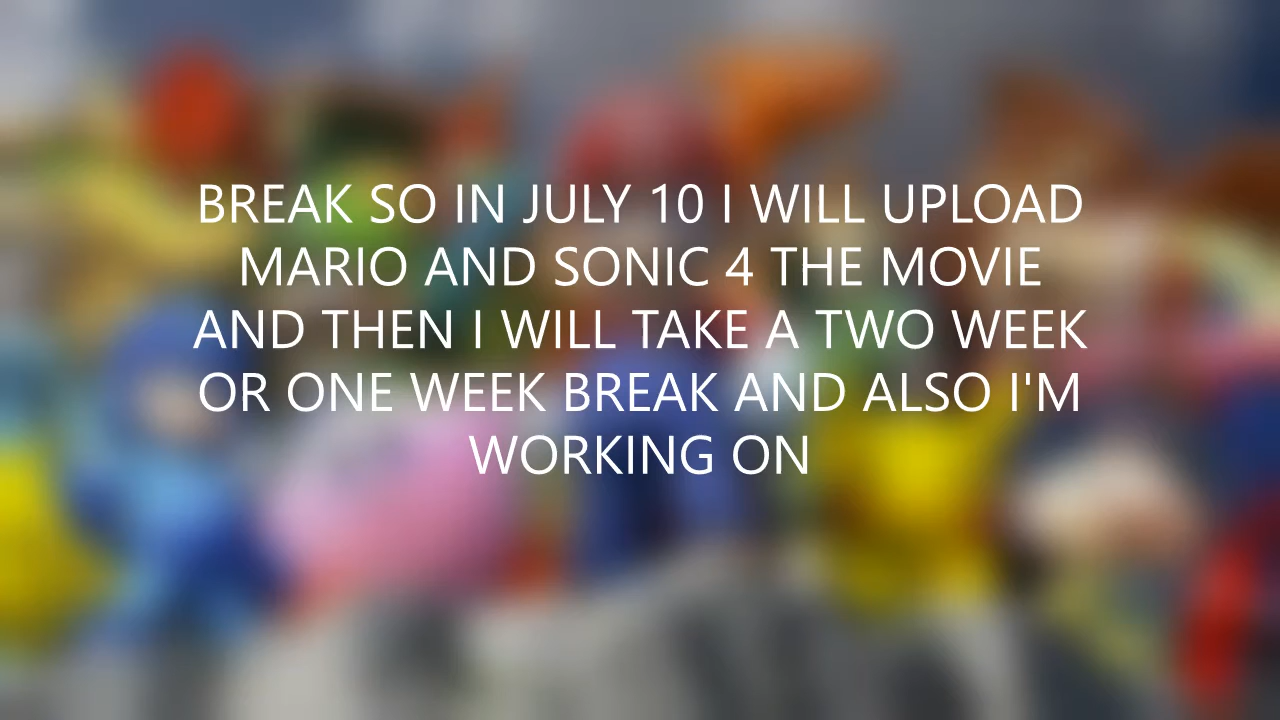 BREAK SO IN JULY 10 I WILL UPLOAD
MARIO AND SONIC 4 THE MOVIE
AND THEN I WILL TAKE A TWO WEEK
OR ONE WEEK BREAK AND ALSO I'M
WORKING ON